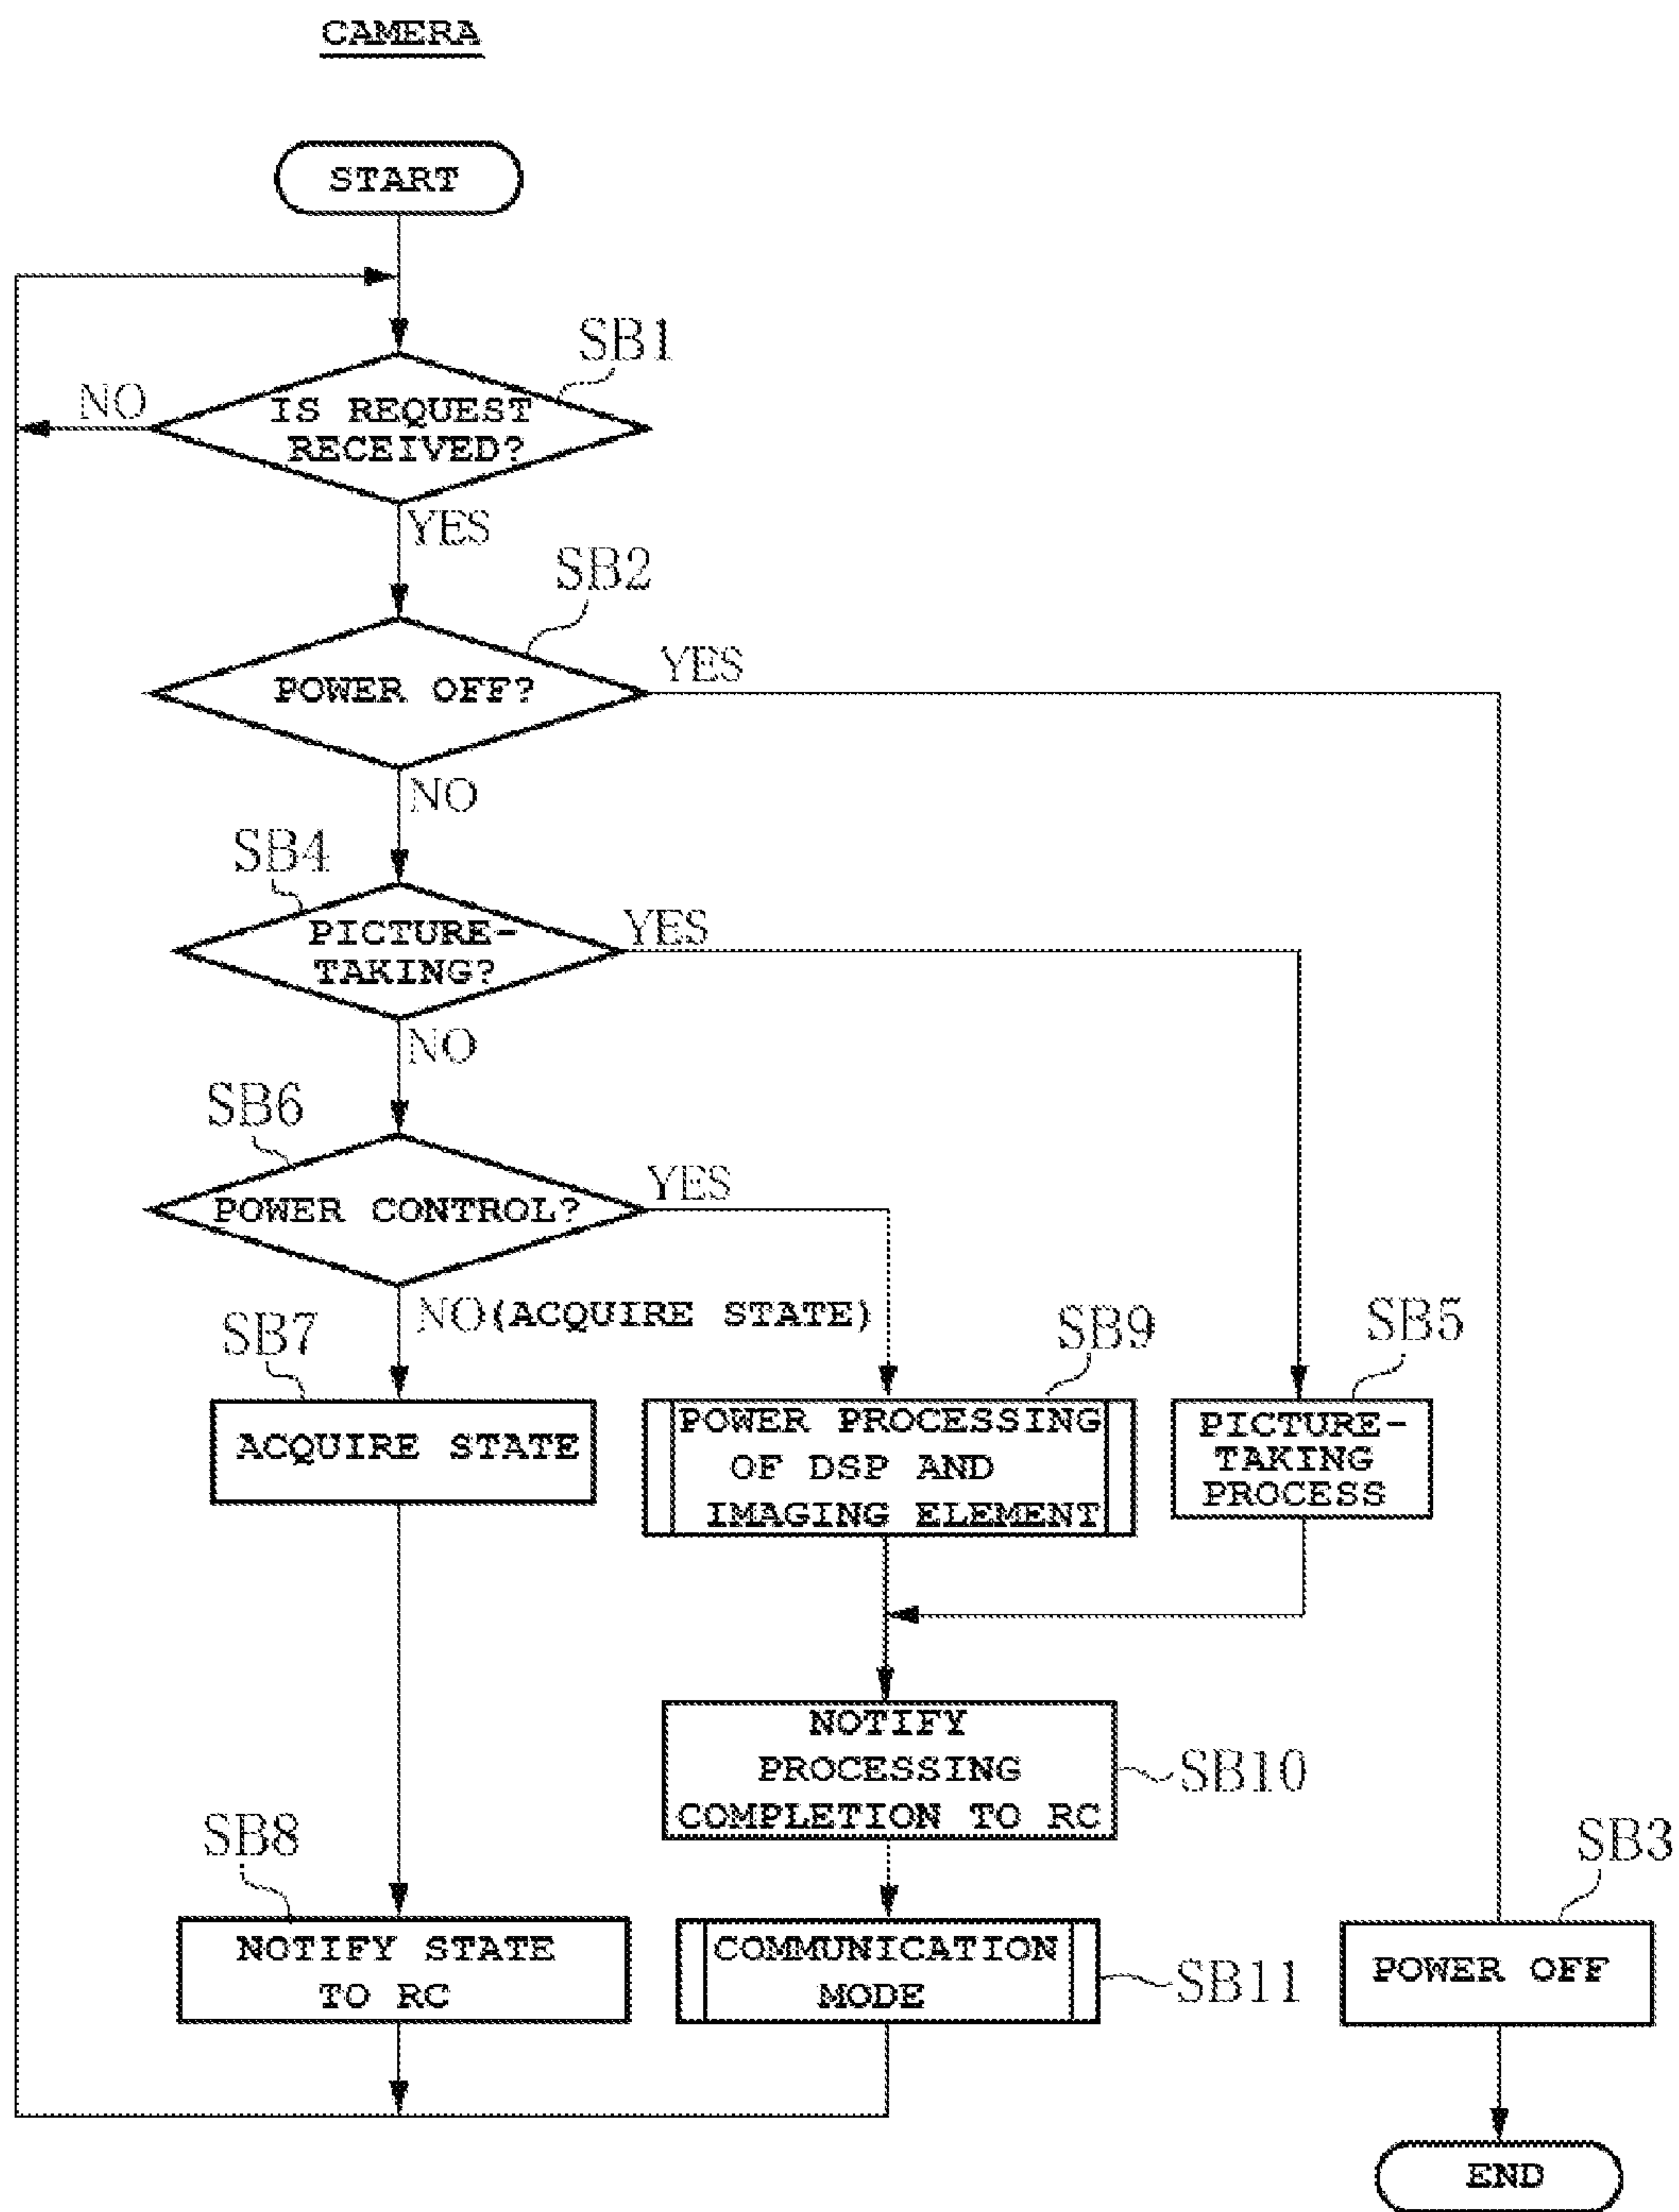 CAMERA
START
SB1
NO
IS REQUEST
RECEIVED?
YES
SB2
POWER OFF?
YES
NO
SB4
PICTURE-
TAKING?
YES
NO
SB6
POWER CONTROL?
YES
NO(ACQUIRE STATE)
SB7
ACQUIRE STATE
SB9
POWER PROCESSING
OF DSP AND
IMAGING ELEMENT
SB5
PICTURE-
TAKING
PROCESS
NOTIFY
PROCESSING
COMPLETION TO RC
SB10
SB8
NOTIFY STATE
TO RC
COMMUNICATION
MODE
SB11
SB3
POWER OFF
END